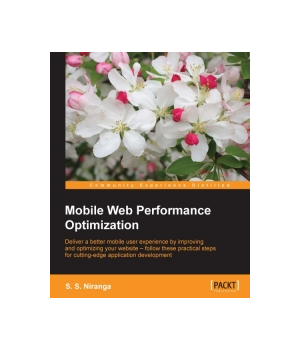 Community Experience Distilled
Mobile Web Performance
Optimization
Deliver a better mobile user experience by improving
and optimizing your website – follow these practical steps
for cutting-edge application development
S. S. Niranga
PACKT